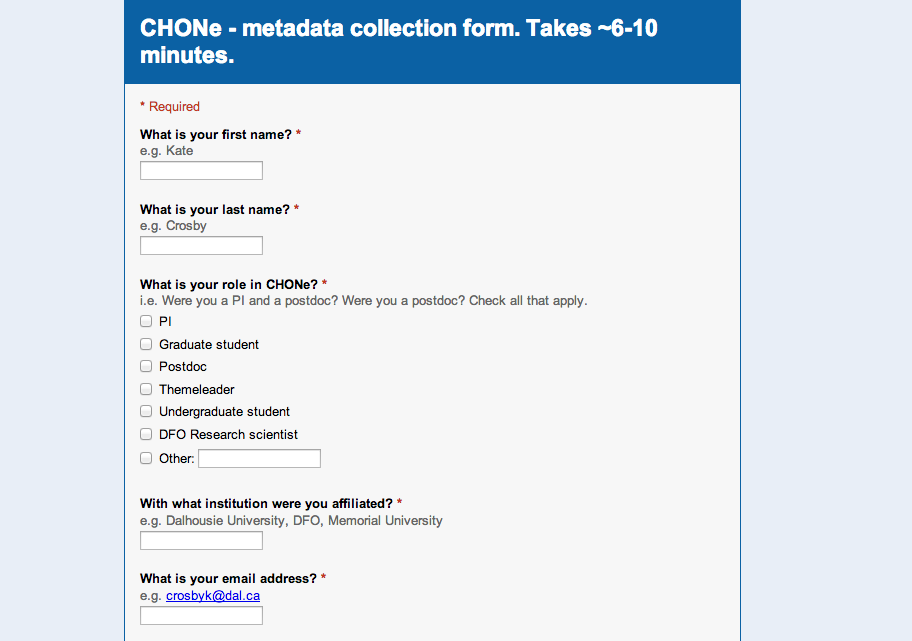 CHONe - metadata collection form. Takes ~6-10
minutes.
* Required
What is your first name? *
e.g. Kate
What is your last name? *
e.g. Crosby
What is your role in CHONe? *
i.e. Were you a PI and a postdoc? Were you a postdoc? Check all that apply.
PI
Graduate student
Postdoc
Themeleader
Undergraduate student
DFO Research scientist
Other:
With what institution were you affiliated? *
e.g. Dalhousie University, DFO, Memorial University
What is your email address? *
e.g. crosbyk@dal.ca